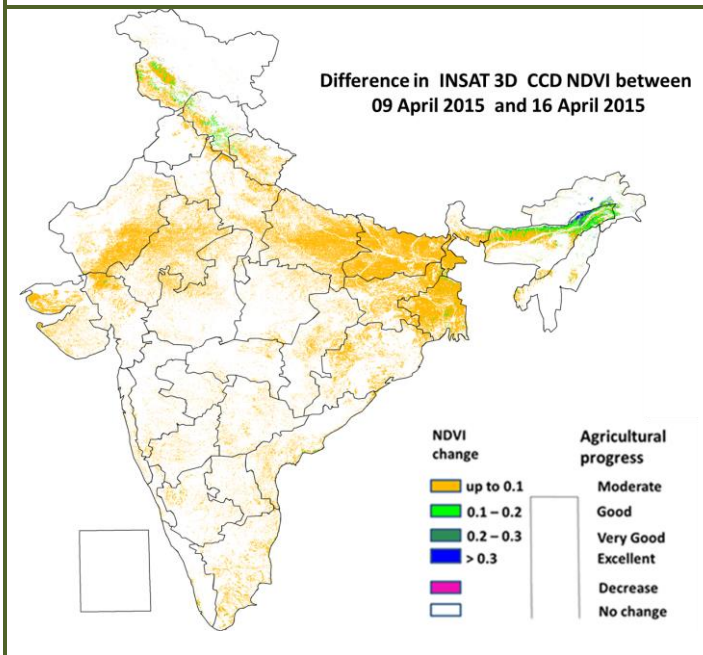 Difference in INSAT 3D CCD NDVI between
09 April 2015 and 16 April 2015
NDVI change
Agricultural progress
up to 0.1 Moderate
0.1 – 0.2 Good
0.2 – 0.3 Very Good
> 0.3 Excellent
Decrease
No change